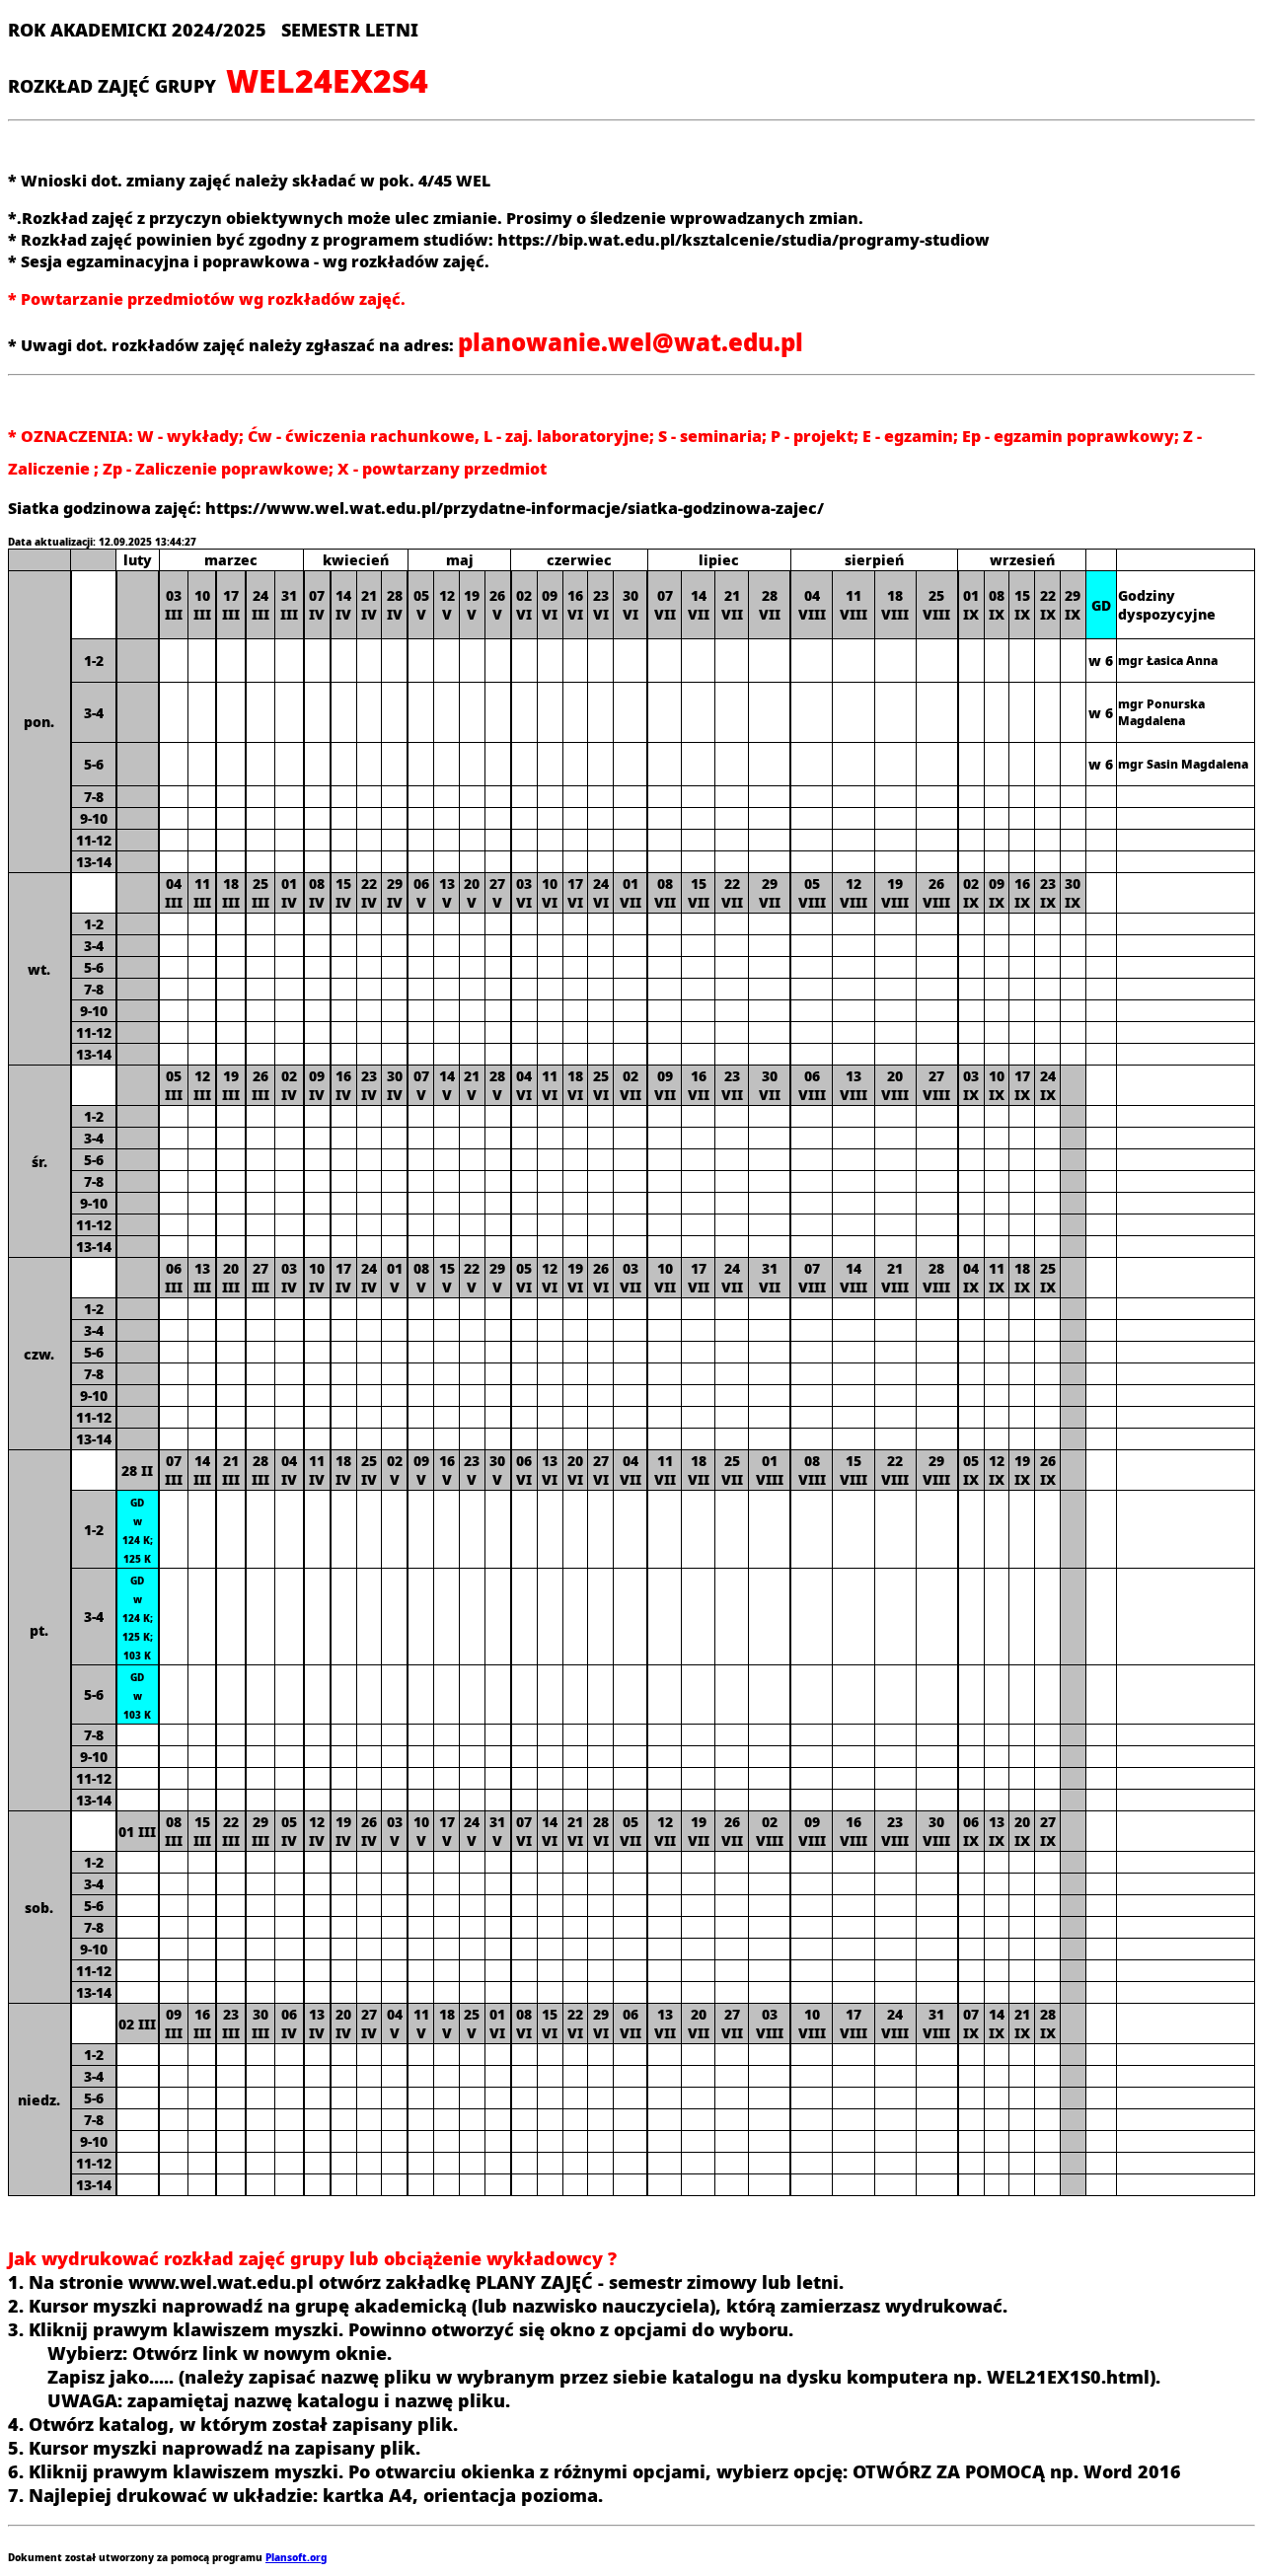 ROK AKADEMICKI 2024/2025 SEMESTR LETNI
ROZKŁAD ZAJĘĆ GRUPY WEL24EX2S4
* Wnioski dot. zmiany zajęć należy składać w pok. 4/45 WEL
*.Rozkład zajęć z przyczyn obiektywnych może ulec zmianie. Prosimy o śledzenie wprowadzanych zmian.
* Rozkład zajęć powinien być zgodny z programem studiów: https://bip.wat.edu.pl/ksztalcenie/studia/programy-studiow
* Sesja egzaminacyjna i poprawkowa - wg rozkładów zajęć.
* Powtarzanie przedmiotów wg rozkładów zajęć.
* Uwagi dot. rozkładów zajęć należy zgłaszać na adres: planowanie.wel@wat.edu.pl
* OZNACZENIA: W - wykłady; Ćw - ćwiczenia rachunkowe, L - zaj. laboratoryjne; S - seminaria; P - projekt; E - egzamin; Ep - egzamin poprawkowy; Z -
Zaliczenie ; Zp - Zaliczenie poprawkowe; X - powtarzany przedmiot
Siatka godzinowa zajęć: https://www.wel.wat.edu.pl/przydatne-informacje/siatka-godzinowa-zajec/
Data aktualizacji: 12.09.2025 13:44:27
luty marzec kwiecień maj czerwiec lipiec sierpień wrzesień
03 10 17 24 31 07 14 21 28 05 12 19 26 02 09 16 23 30 07 14 21 28 04 11 18 25 01 08 15 22 29 GD Godziny
III III III III III IV IV IV IV V V V V VI VI VI VI VI VII VII VII VII VIII VIII VIII VIII IX IX IX IX IX dyspozycyjne
pon.
1-2 w 6 mgr Łasica Anna
3-4 w 6 mgr Ponurska
Magdalena
5-6 w 6 mgr Sasin Magdalena
7-8
9-10
11-12
13-14
04 11 18 25 01 08 15 22 29 06 13 20 27 03 10 17 24 01 08 15 22 29 05 12 19 26 02 09 16 23 30
III III III III IV IV IV IV IV V V V V VI VI VI VI VII VII VII VII VII VIII VIII VIII VIII IX IX IX IX IX
wt.
1-2
3-4
5-6
7-8
9-10
11-12
13-14
05 12 19 26 02 09 16 23 30 07 14 21 28 04 11 18 25 02 09 16 23 30 06 13 20 27 03 10 17 24
III III III III IV IV IV IV IV V V V V VI VI VI VI VII VII VII VII VII VIII VIII VIII VIII IX IX IX IX
śr.
1-2
3-4
5-6
7-8
9-10
11-12
13-14
06 13 20 27 03 10 17 24 01 08 15 22 29 05 12 19 26 03 10 17 24 31 07 14 21 28 04 11 18 25
III III III III IV IV IV IV V V V V V VI VI VI VI VII VII VII VII VII VIII VIII VIII VIII IX IX IX IX
czw.
1-2
3-4
5-6
7-8
9-10
11-12
13-14
28 II 07 14 21 28 04 11 18 25 02 09 16 23 30 06 13 20 27 04 11 18 25 01 08 15 22 29 05 12 19 26
III III III III IV IV IV IV V V V V V VI VI VI VI VII VII VII VII VIII VIII VIII VIII VIII IX IX IX IX
pt.
1-2
GD
w
124 K;
125 K
3-4
GD
w
124 K;
125 K;
103 K
5-6
GD
w
103 K
7-8
9-10
11-12
13-14
01 III 08 15 22 29 05 12 19 26 03 10 17 24 31 07 14 21 28 05 12 19 26 02 09 16 23 30 06 13 20 27
III III III III IV IV IV IV V V V V V VI VI VI VI VII VII VII VII VIII VIII VIII VIII VIII IX IX IX IX
sob.
1-2
3-4
5-6
7-8
9-10
11-12
13-14
02 III 09 16 23 30 06 13 20 27 04 11 18 25 01 08 15 22 29 06 13 20 27 03 10 17 24 31 07 14 21 28
III III III III IV IV IV IV V V V V VI VI VI VI VI VII VII VII VII VIII VIII VIII VIII VIII IX IX IX IX
niedz.
1-2
3-4
5-6
7-8
9-10
11-12
13-14
Jak wydrukować rozkład zajęć grupy lub obciążenie wykładowcy ?
1. Na stronie www.wel.wat.edu.pl otwórz zakładkę PLANY ZAJĘĆ - semestr zimowy lub letni.
2. Kursor myszki naprowadź na grupę akademicką (lub nazwisko nauczyciela), którą zamierzasz wydrukować.
3. Kliknij prawym klawiszem myszki. Powinno otworzyć się okno z opcjami do wyboru.
Wybierz: Otwórz link w nowym oknie.
Zapisz jako..... (należy zapisać nazwę pliku w wybranym przez siebie katalogu na dysku komputera np. WEL21EX1S0.html).
UWAGA: zapamiętaj nazwę katalogu i nazwę pliku.
4. Otwórz katalog, w którym został zapisany plik.
5. Kursor myszki naprowadź na zapisany plik.
6. Kliknij prawym klawiszem myszki. Po otwarciu okienka z różnymi opcjami, wybierz opcję: OTWÓRZ ZA POMOCĄ np. Word 2016
7. Najlepiej drukować w układzie: kartka A4, orientacja pozioma.
Dokument został utworzony za pomocą programu Plansoft.org